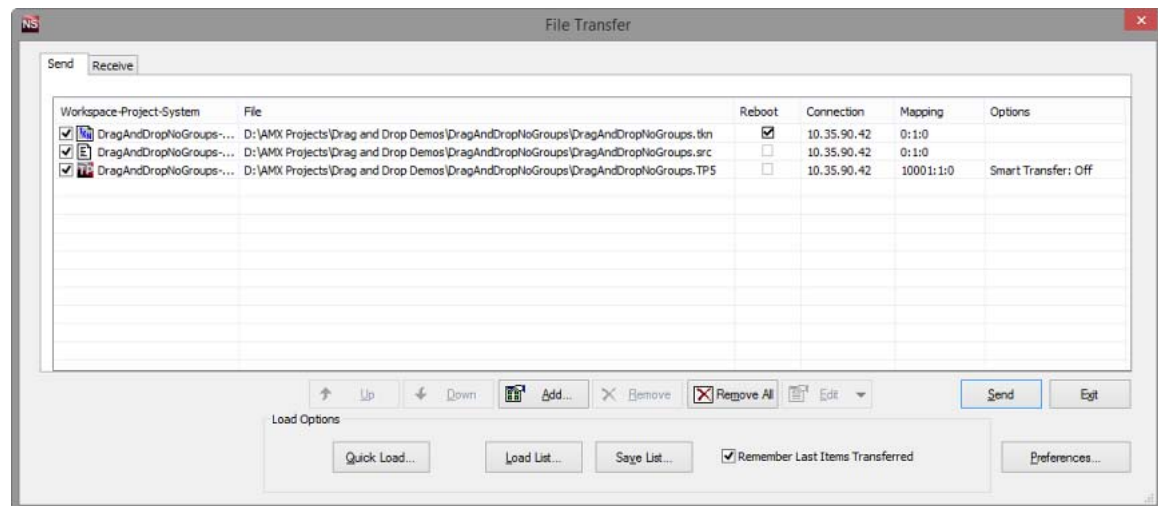 NS File Transfer
Send Receive
Workspace-Project-System File Reboot Connection Mapping Options
DragAndDropNoGroups-... D:\AMX Projects\Drag and Drop Demos\DragAndDropNoGroups\DragAndDropNoGroups.tkn 10.35.90.42 0:1:0
DragAndDropNoGroups-... D:\AMX Projects\Drag and Drop Demos\DragAndDropNoGroups\DragAndDropNoGroups.src 10.35.90.42 0:1:0
DragAndDropNoGroups-... D:\AMX Projects\Drag and Drop Demos\DragAndDropNoGroups\DragAndDropNoGroups.TP5 10.35.90.42 10001:1:0 Smart Transfer: Off
Up Down Add... Remove Remove All Edit Send Exit
Load Options
Quick Load... Load List... Save List... Remember Last Items Transferred Preferences...